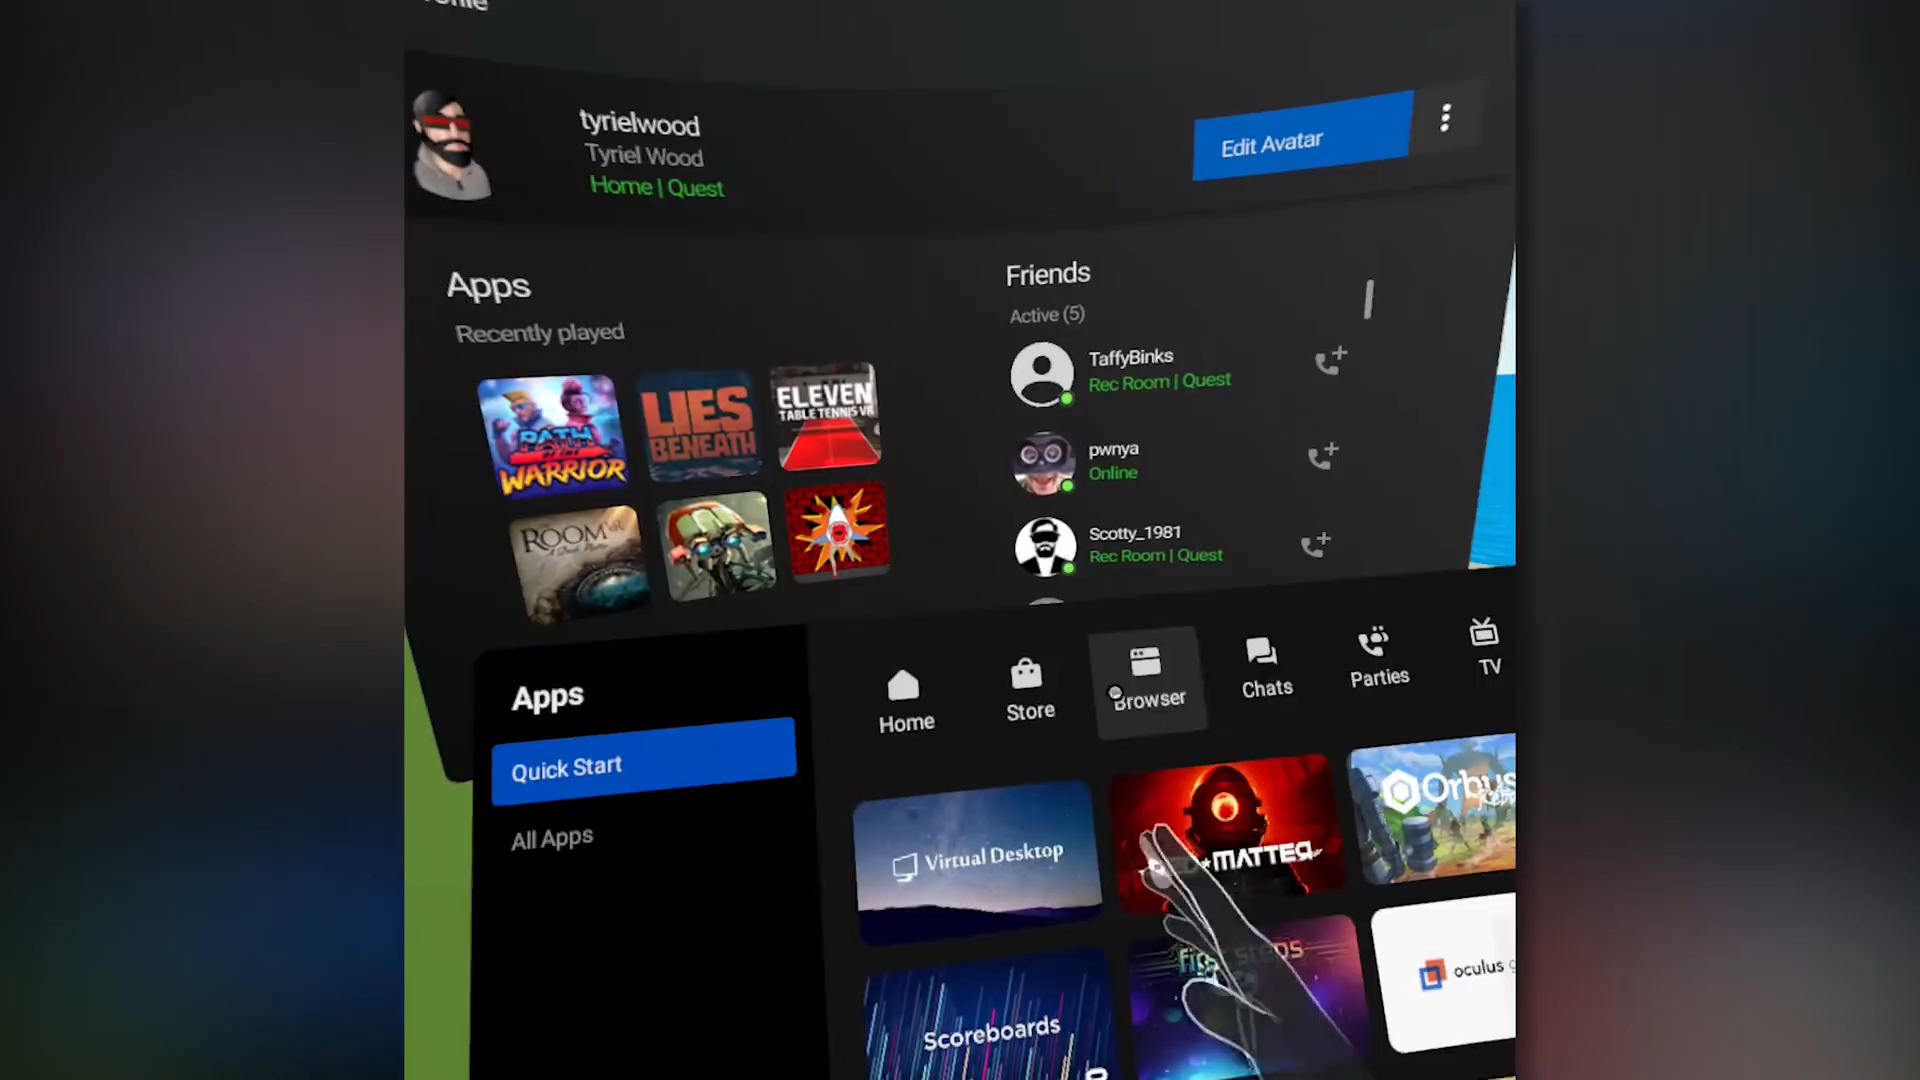 tyrielwood
Tyriel Wood
Home | Quest
Edit Avatar
Apps
Recently played
PATH
OF THE
WARRIOR
LIES
BENEATH
ELEVEN
TABLE TENNIS VR
ROOM VR
Friends
Active (5)
TaffyBinks
Rec Room | Quest
pwnya
Online
Scotty_1981
Rec Room | Quest
Home
Store
Browser
Chats
Parties
TV
Apps
Quick Start
All Apps
Virtual Desktop
MATTER
Orbus
Scoreboards
steps
oculus